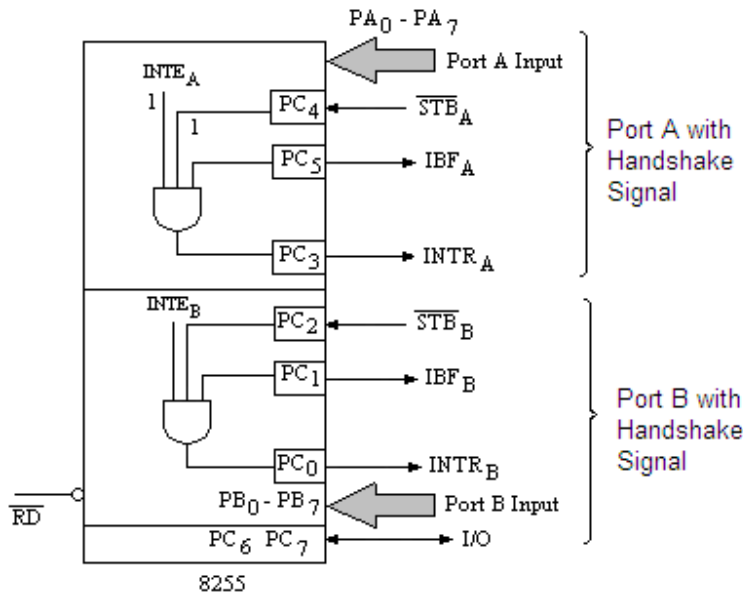 PA0 - PA7
Port A Input
INTEA
1
1
PC4
STBA
PC5
IBFA
PC3
INTRA
Port A with
Handshake
Signal
INTEB
PC2
STBB
PC1
IBFB
PC0
INTRB
Port B with
Handshake
Signal
RD
PB0 - PB7
Port B Input
PC6 PC7
I/O
8255